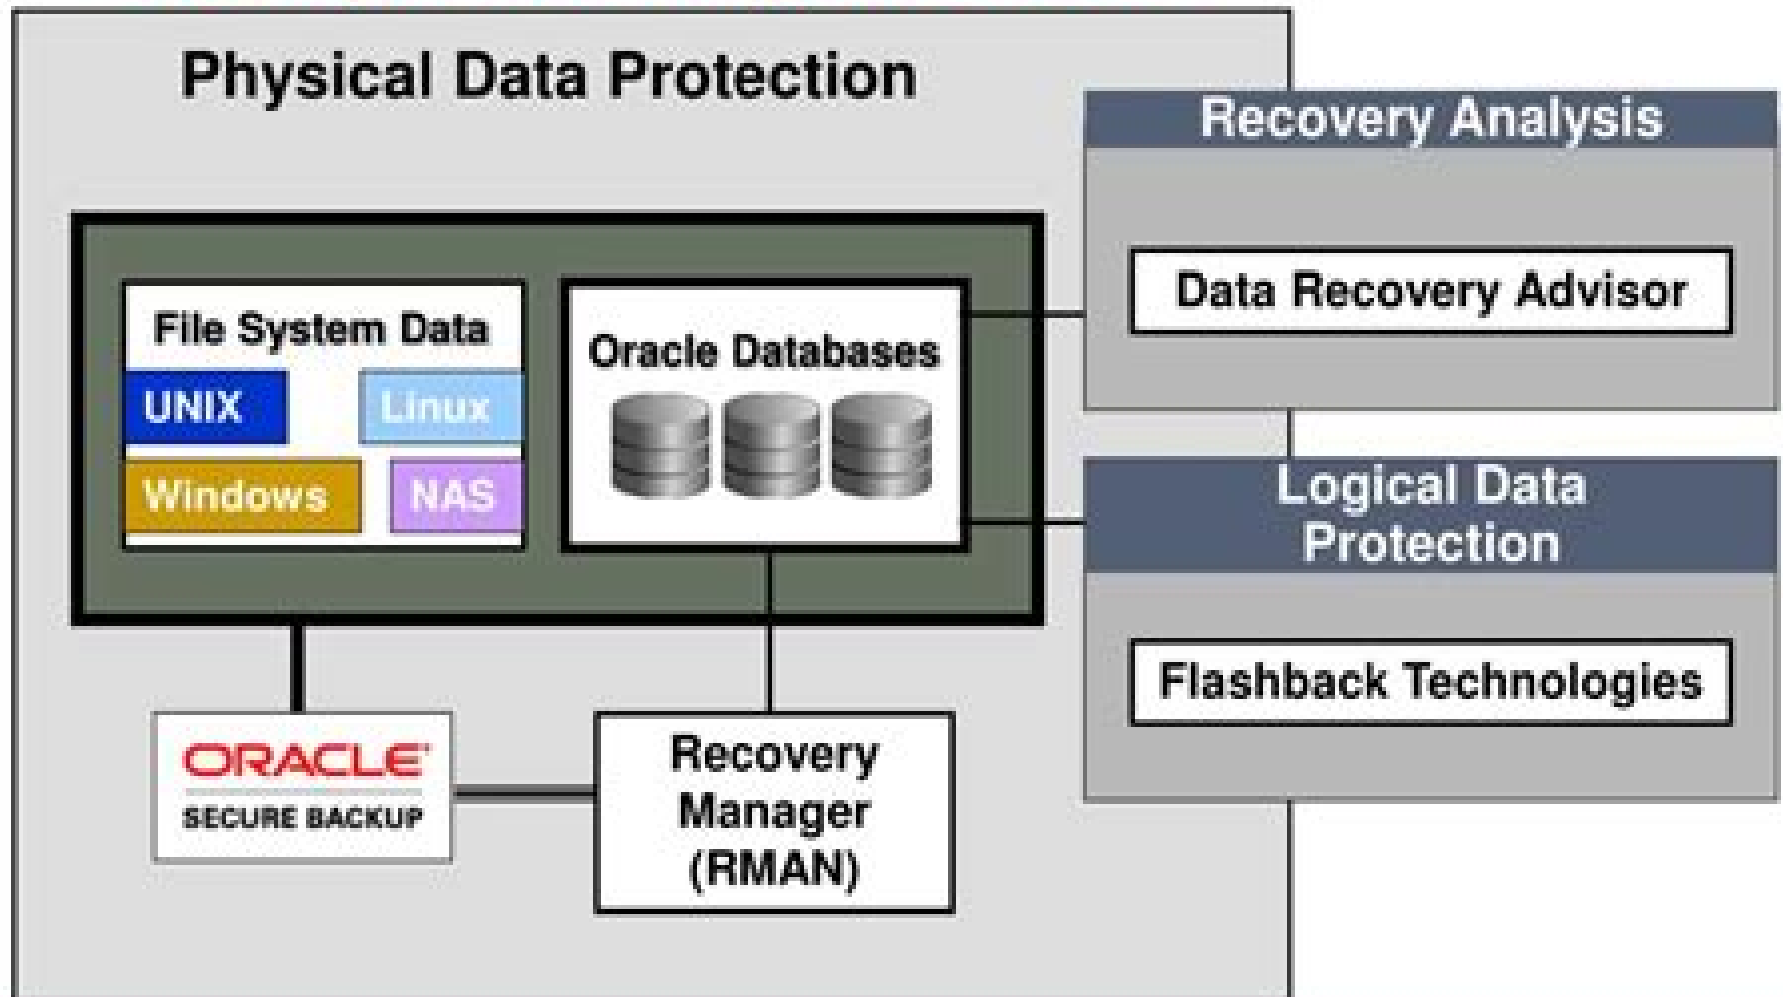 Physical Data Protection
Recovery Analysis
Data Recovery Advisor
File System Data
UNIX
Linux
Windows
NAS
Oracle Databases
Logical Data
Protection
Flashback Technologies
ORACLE
SECURE BACKUP
Recovery
Manager
(RMAN)